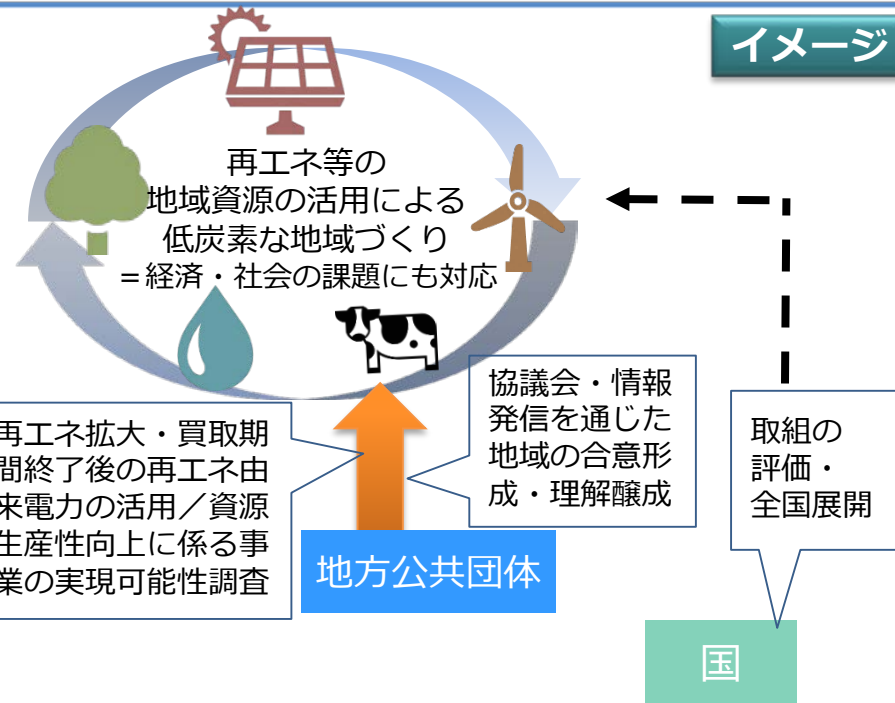 イメージ
再エネ等の
地域資源の活用による
低炭素な地域づくり
＝経済・社会の課題にも対応
再エネ拡大・買取期
間終了後の再エネ由
来電力の活用／資源
生産性向上に係る事
業の実現可能性調査
協議会・情報
発信を通じた
地域の合意形
成・理解醸成
取組の
評価・
全国展開
地方公共団体
国